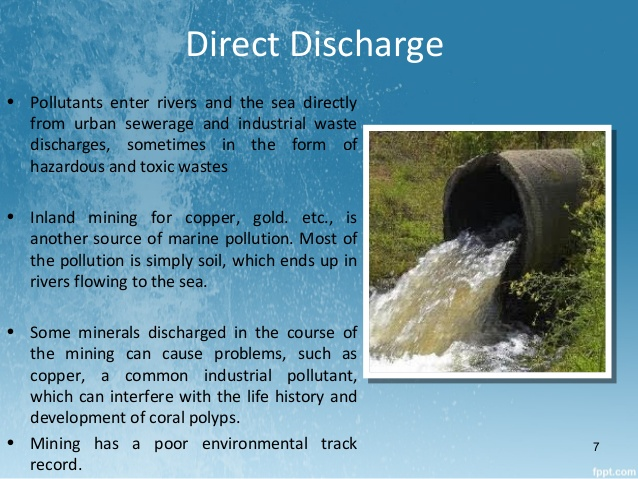 Direct Discharge
• Pollutants enter rivers and the sea directly
from urban sewerage and industrial waste
discharges, sometimes in the form of
hazardous and toxic wastes
• Inland mining for copper, gold. etc., is
another source of marine pollution. Most of
the pollution is simply soil, which ends up in
rivers flowing to the sea.
• Some minerals discharged in the course of
the mining can cause problems, such as
copper, a common industrial pollutant,
which can interfere with the life history and
development of coral polyps.
• Mining has a poor environmental track
record.
7
fppt.com